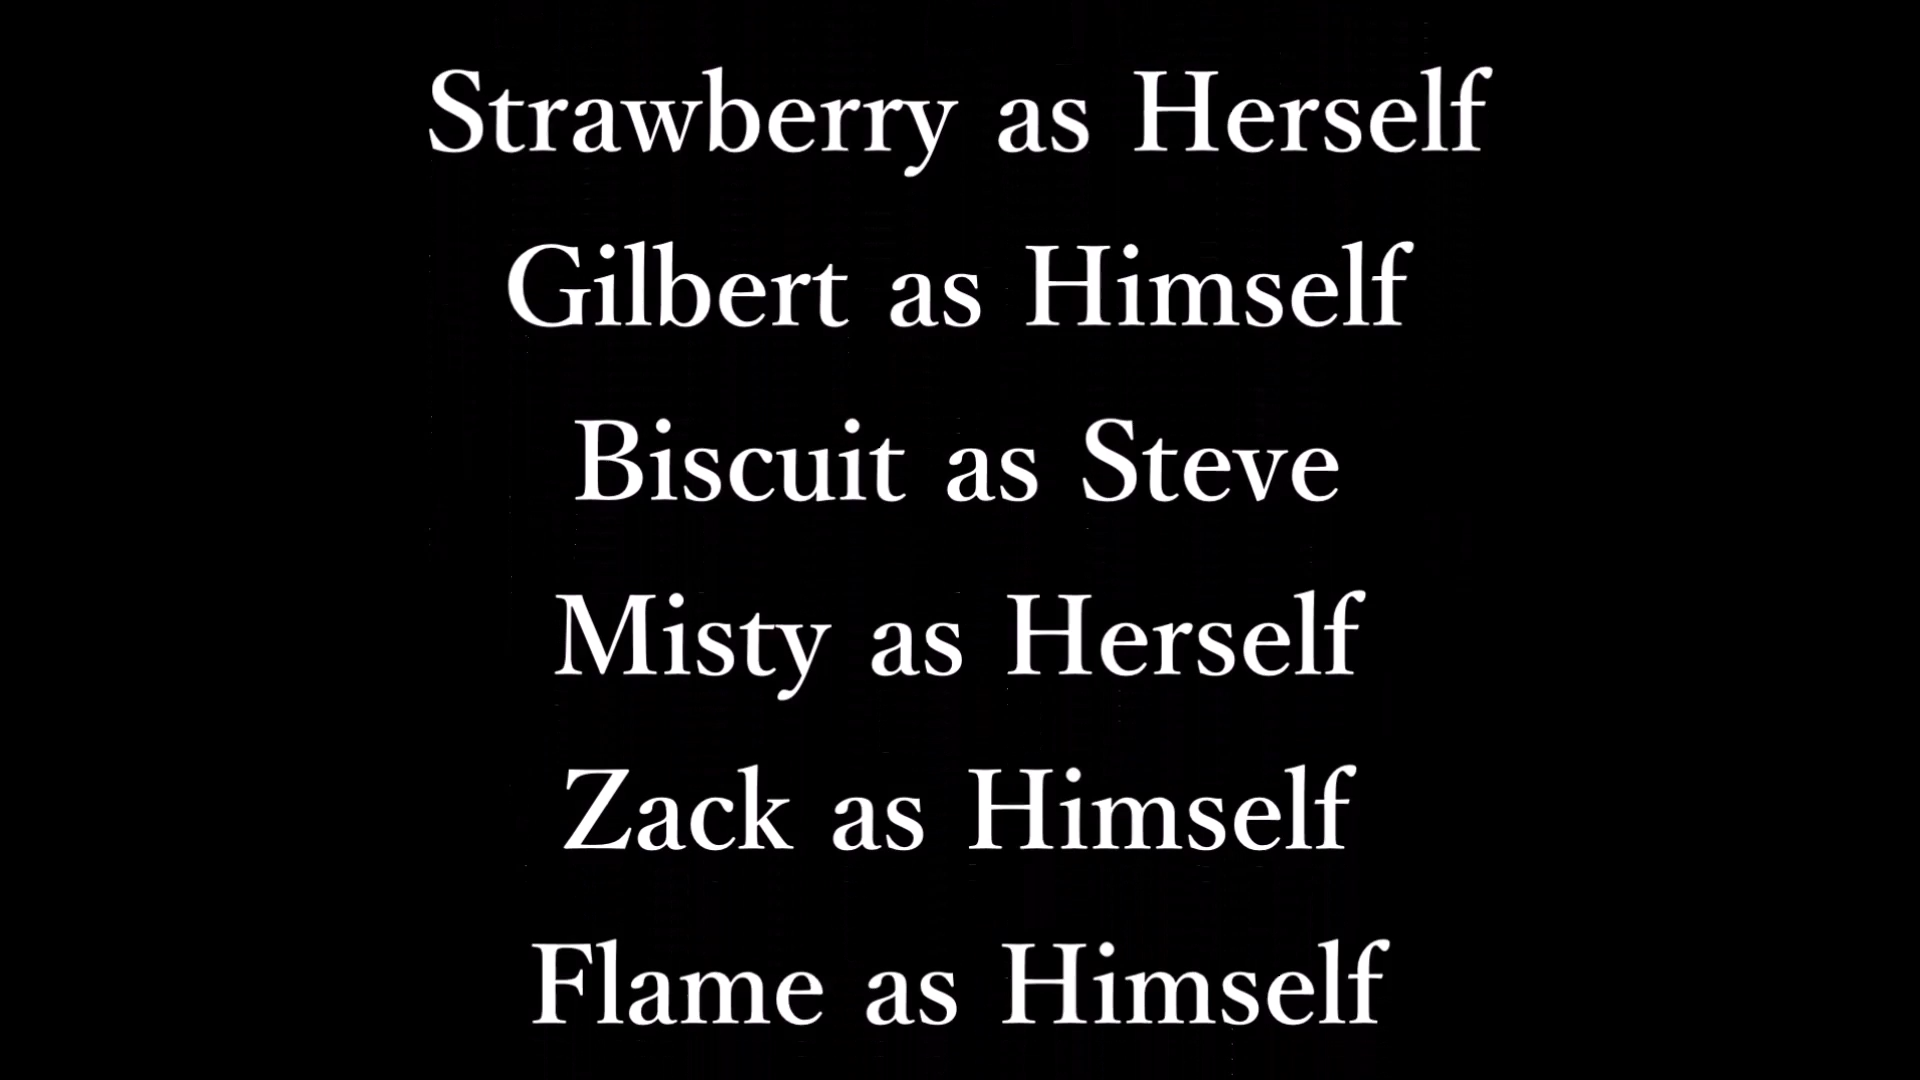 Strawberry as Herself
Gilbert as Himself
Biscuit as Steve
Misty as Herself
Zack as Himself
Flame as Himself